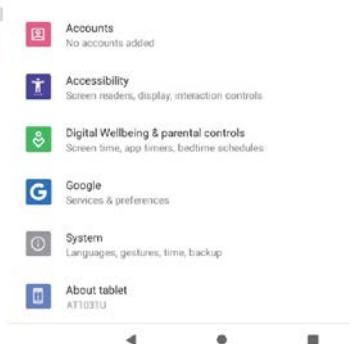 Accounts
No accounts added
Accessibility
Screen readers, display, interaction controls
Digital Wellbeing & parental controls
Screen time, app timers, bedtime schedules
Google
Services & preferences
System
Languages, gestures, time, backup
About tablet
AT1031U